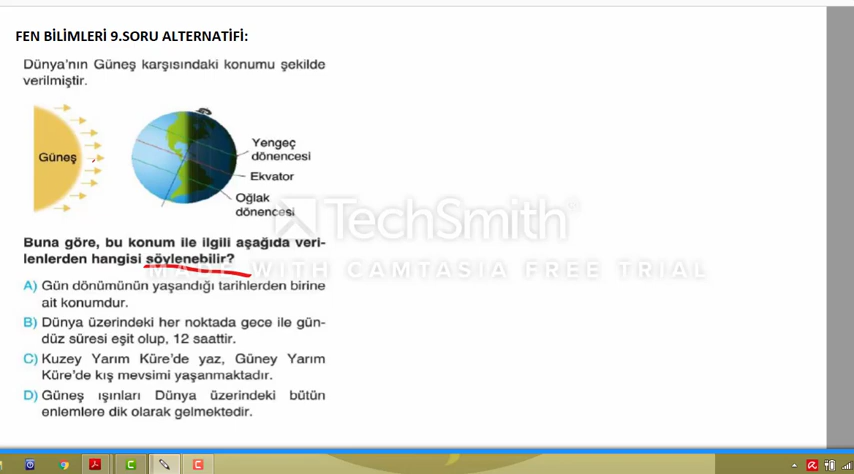 FEN BİLİMLERİ 9.SORU ALTERNATİFİ:
Dünya'nın Güneş karşısındaki konumu şekilde
verilmiştir.
Güneş
Yengeç
dönencesi
Ekvator
Oğlak
dönencesi
TechSmith®
MADE WITH CAMTASIA FREE TRIAL
Buna göre, bu konum ile ilgili aşağıda veri-
lenlerden hangisi söylenebilir?
A) Gün dönümünün yaşandığı tarihlerden birine
ait konumdur.
B) Dünya üzerindeki her noktada gece ile gün-
düz süresi eşit olup, 12 saattir.
C) Kuzey Yarım Küre'de yaz, Güney Yarım
Küre'de kış mevsimi yaşanmaktadır.
D) Güneş ışınları Dünya üzerindeki bütün
enlemlere dik olarak gelmektedir.